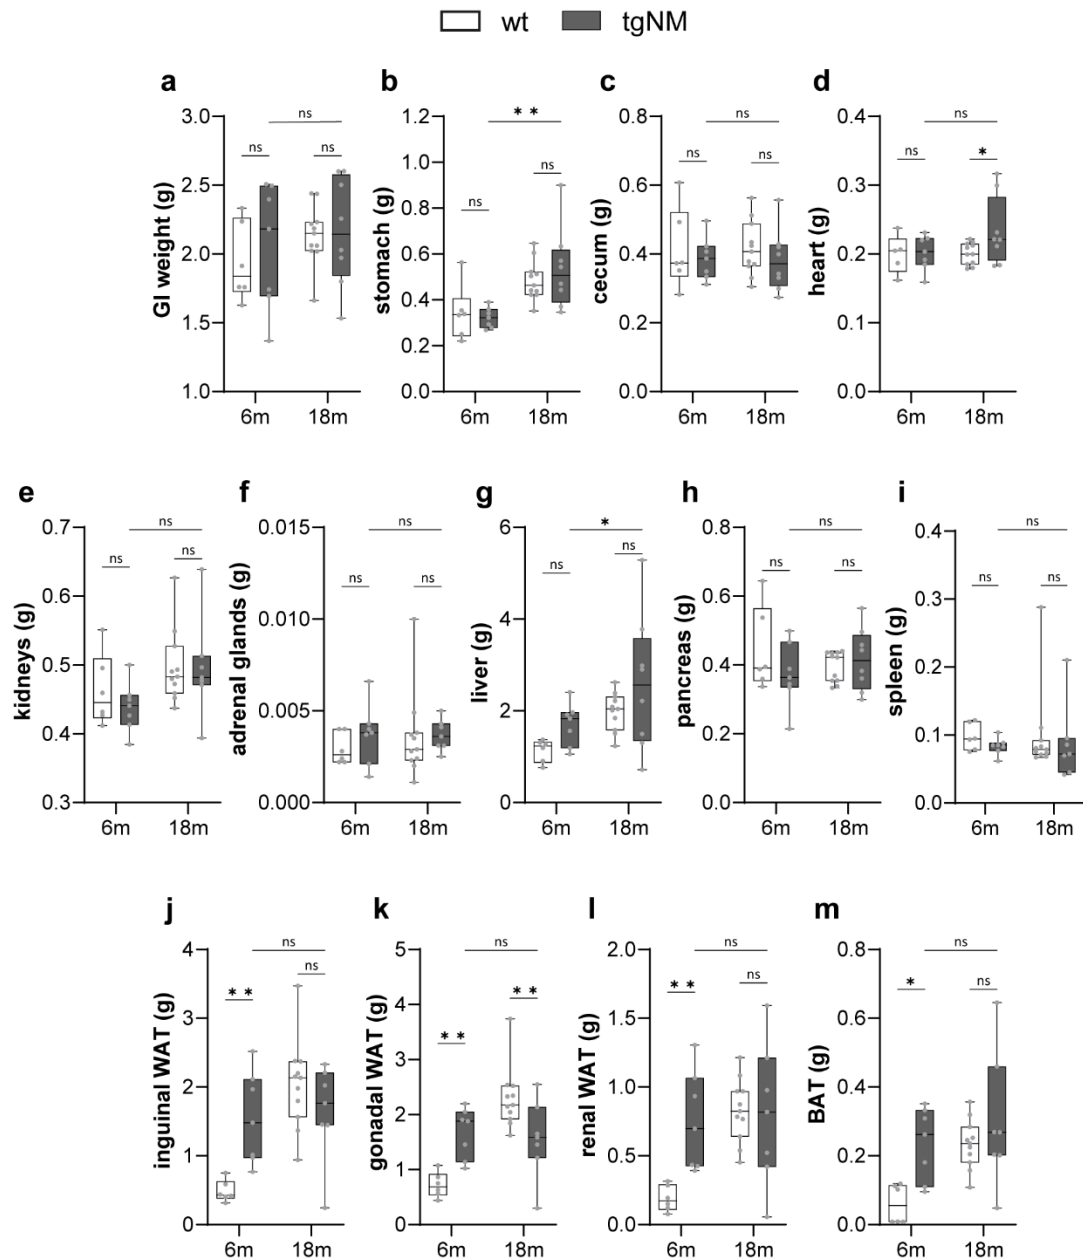 wt tgNM
a b c d
GI weight (g)
3.0
2.5
2.0
1.5
1.0
ns
ns ns
6m 18m
stomach (g)
1.2
1.0
0.8
0.6
0.4
0.2
0.0
* *
ns
ns
6m 18m
cecum (g)
0.8
0.6
0.4
0.2
0.0
ns
ns ns
6m 18m
heart (g)
0.4
0.3
0.2
0.1
0.0
ns
ns *
6m 18m
e f g h i
kidneys (g)
0.7
0.6
0.5
0.4
0.3
ns
ns ns
6m 18m
adrenal glands (g)
0.015
0.010
0.005
0.000
ns
ns ns
6m 18m
liver (g)
6
4
2
0
*
ns
ns
6m 18m
pancreas (g)
0.8
0.6
0.4
0.2
0.0
ns
ns ns
6m 18m
spleen (g)
0.4
0.3
0.2
0.1
0.0
ns
ns ns
6m 18m
j k l m
inguinal WAT (g)
4
3
2
1
0
ns
* * ns
6m 18m
gonadal WAT (g)
5
4
3
2
1
0
ns
* *
* *
6m 18m
renal WAT (g)
2.0
1.5
1.0
0.5
0.0
ns
* * ns
6m 18m
BAT (g)
0.8
0.6
0.4
0.2
0.0
ns
* ns
6m 18m